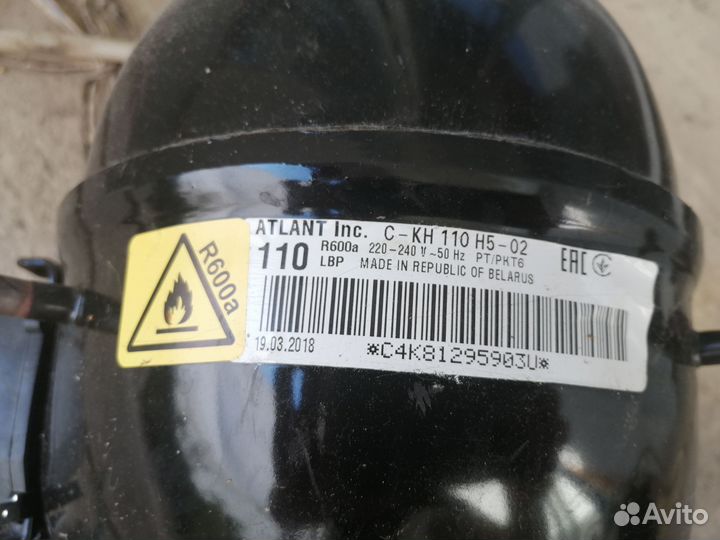 ATLANT Inc. C-KH 110 H5-02
110 R600a 220-240 V ~50 Hz PT/PKT6
LBP MADE IN REPUBLIC OF BELARUS
EAC
R600a
19.03.2018
*C4K81295903U*
Avito